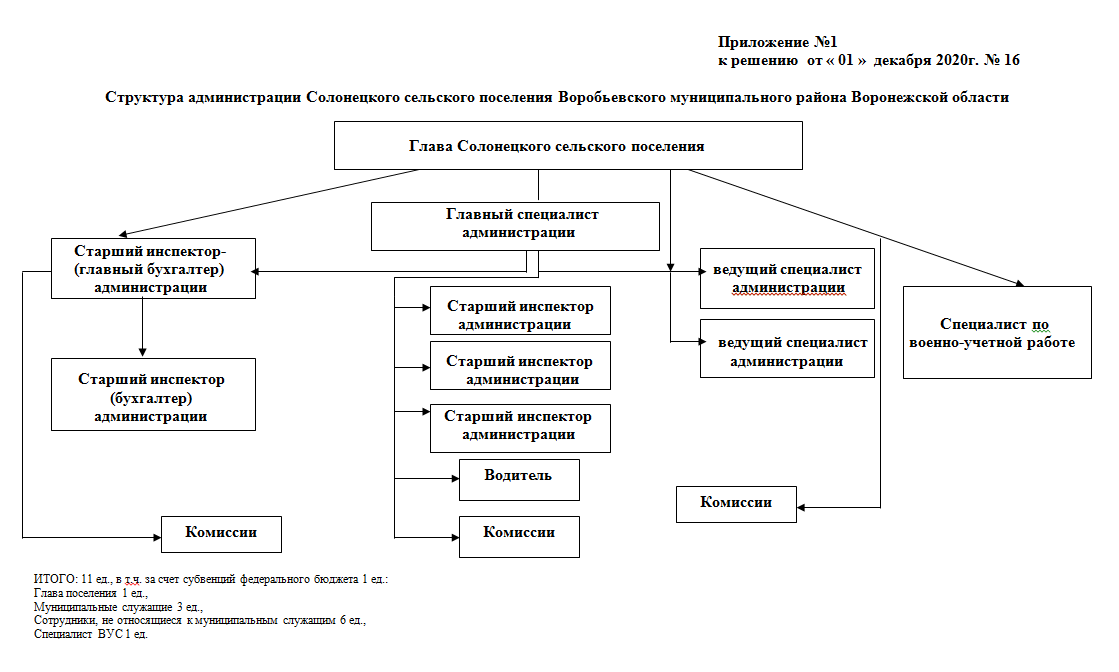 Приложение №1
к решению от « 01 » декабря 2020г. № 16
Структура администрации Солонецкого сельского поселения Воробьевского муниципального района Воронежской области
Глава Солонецкого сельского поселения
Главный специалист
администрации
Старший инспектор-
(главный бухгалтер)
администрации
ведущий специалист
администрации
Старший инспектор
администрации
Специалист по
военно-учетной работе
ведущий специалист
администрации
Старший инспектор
администрации
Старший инспектор
(бухгалтер)
администрации
Старший инспектор
администрации
Водитель
Комиссии
Комиссии
Комиссии
ИТОГО: 11 ед., в т.ч. за счет субвенций федерального бюджета 1 ед.:
Глава поселения 1 ед.,
Муниципальные служащие 3 ед.,
Сотрудники, не относящиеся к муниципальным служащим 6 ед.,
Специалист ВУС 1 ед.